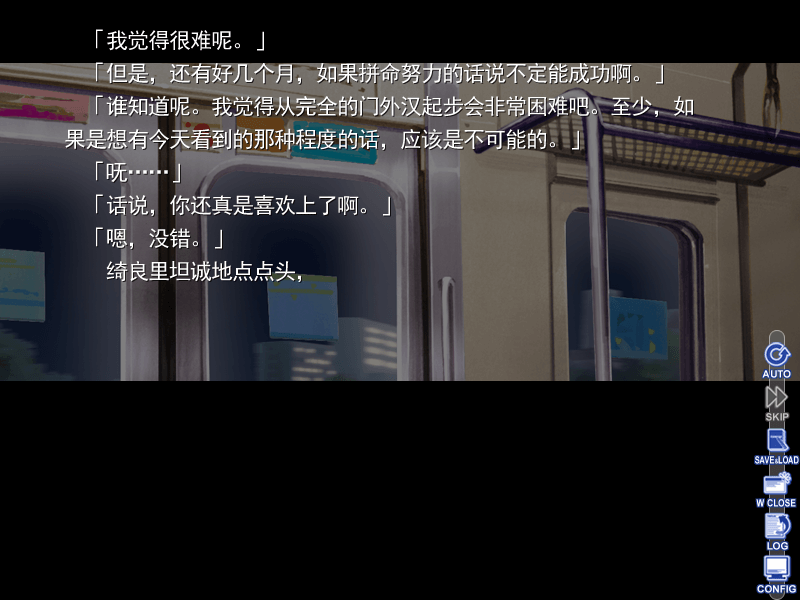 「我觉得很难呢。」
「但是，还有好几个月，如果拼命努力的话说不定能成功啊。」
「谁知道呢。我觉得从完全的门外汉起步会非常困难吧。至少，如
果是想有今天看到的那种程度的话，应该是不可能的。」
「呒……」
「话说，你还真是喜欢上了啊。」
「嗯，没错。」
绮良里坦诚地点点头，
AUTO
SKIP
SAVE&LOAD
W CLOSE
LOG
CONFIG